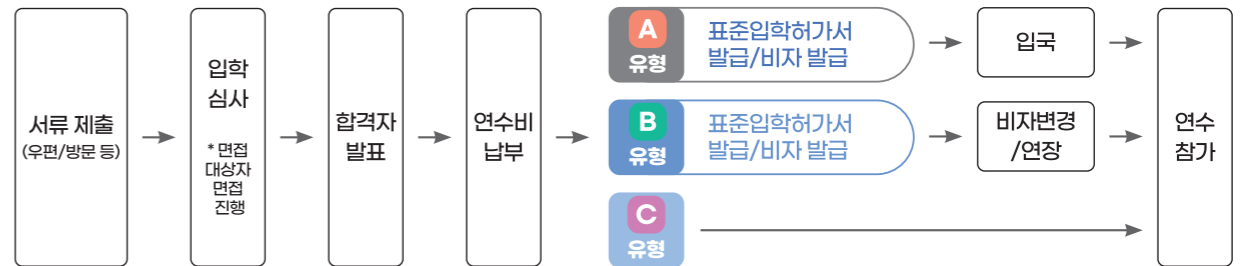 서류 제출
(우편/방문 등)
입학
심사
* 면접
대상자
면접
진행
합격자
발표
연수비
납부
A
유형
표준입학허가서
발급/비자 발급
입국
B
유형
표준입학허가서
발급/비자 발급
비자변경
/연장
C
유형
연수
참가